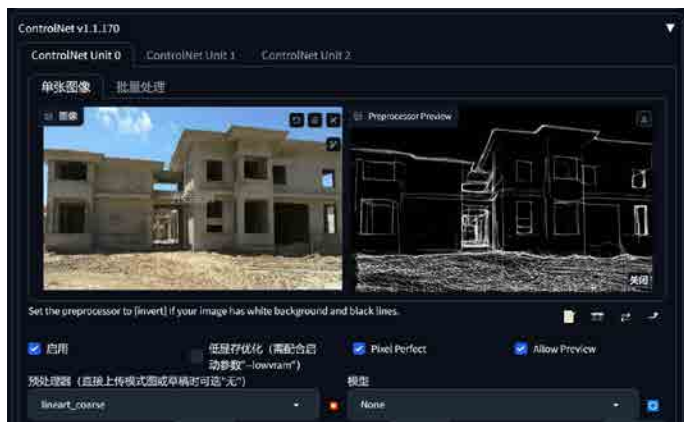 ControlNet v1.1.170
ControlNet Unit 0 ControlNet Unit 1 ControlNet Unit 2
单张图像 批量处理
图像 Preprocessor Preview
关闭
Set the preprocessor to [invert] If your image has white background and black lines.
启用 低显存优化（需配合启 Pixel Perfect Allow Preview
动参数"--lowvram"）
预处理器（直接上传模式图或草稿时可选"无"） 模型
lineart_coarse None